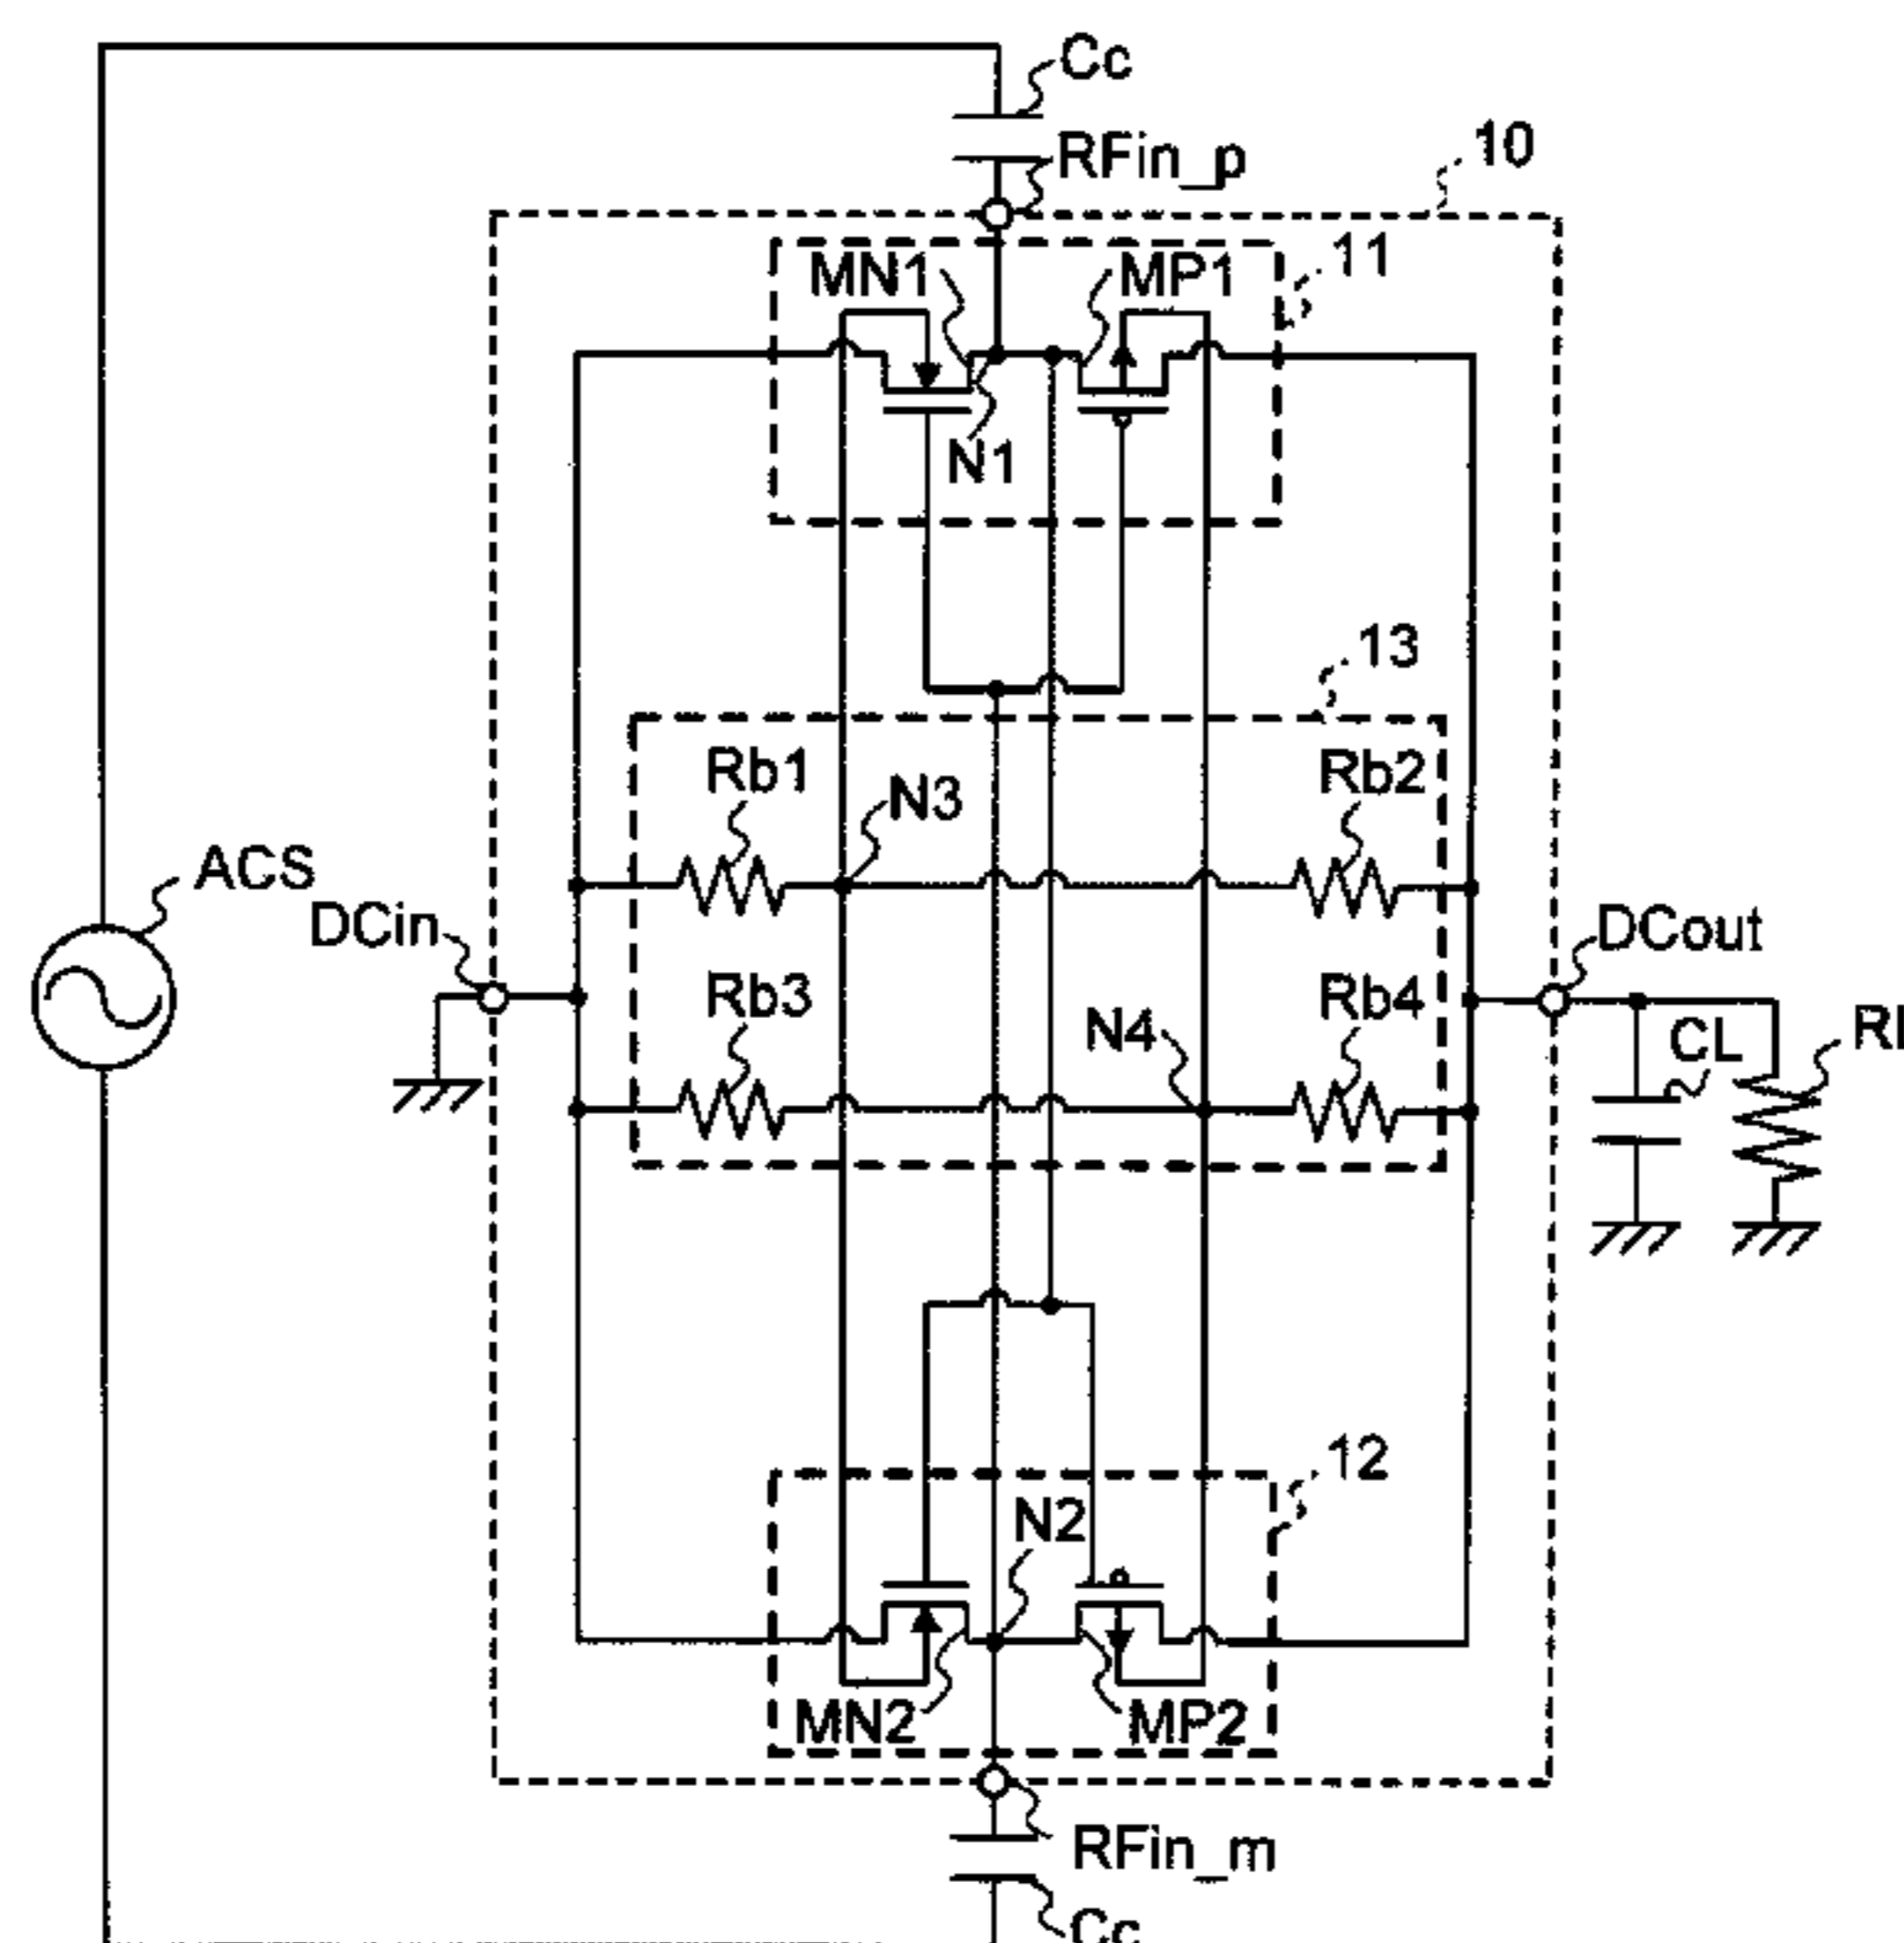 Cc
RFin_p
10
11
MN1
MP1
N1
13
Rb1
N3
Rb2
ACS
DCin
DCout
Rb3
Rb4
N4
CL
12
N2
MN2
MP2
RFin_m
Cc